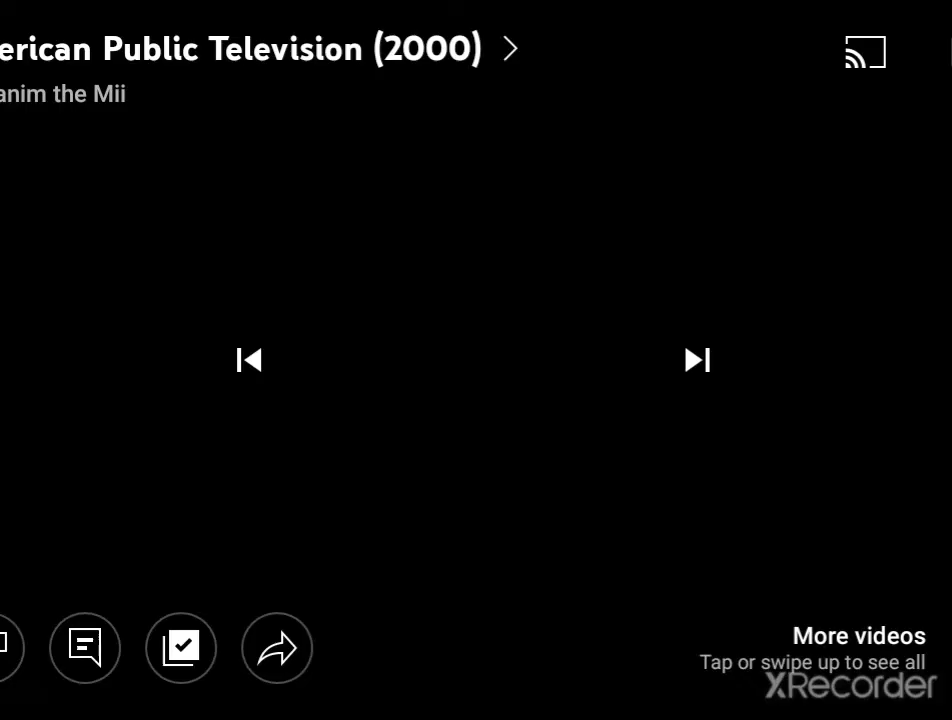 erican Public Television (2000)
anim the Mii
More videos
Tap or swipe up to see all
XRecorder